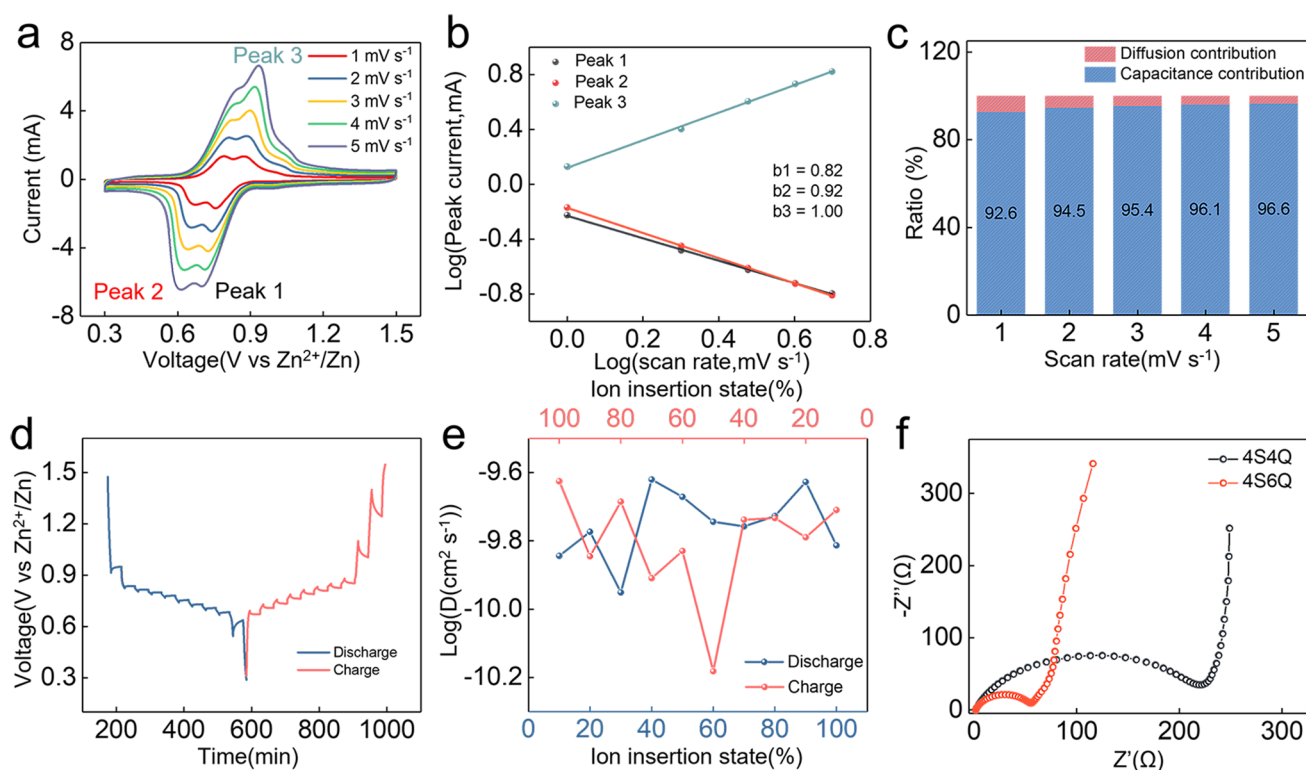 a
8
4
0
-4
-8
Current (mA)
Peak 3
1 mV s⁻¹
2 mV s⁻¹
3 mV s⁻¹
4 mV s⁻¹
5 mV s⁻¹
Peak 2
Peak 1
0.3
0.6
0.9
1.2
1.5
Voltage(V vs Zn²⁺/Zn)
b
0.8
0.4
0.0
-0.4
-0.8
Log(Peak current,mA)
Peak 1
Peak 2
Peak 3
b1 = 0.82
b2 = 0.92
b3 = 1.00
0.0
0.2
0.4
0.6
0.8
Log(scan rate,mV s⁻¹)
c
120
80
40
0
Ratio (%)
Diffusion contribution
Capacitance contribution
92.6
94.5
95.4
96.1
96.6
1
2
3
4
5
Scan rate(mV s⁻¹)
d
1.5
1.2
0.9
0.6
0.3
Voltage(V vs Zn²⁺/Zn)
Discharge
Charge
200
400
600
800
1000
Time(min)
e
Ion insertion state(%)
100
80
60
40
20
0
-9.6
-9.8
-10.0
-10.2
Log(D(cm² s⁻¹))
Discharge
Charge
0
20
40
60
80
100
Ion insertion state(%)
f
300
200
100
0
-Z''(Ω)
4S4Q
4S6Q
0
100
200
300
Z'(Ω)